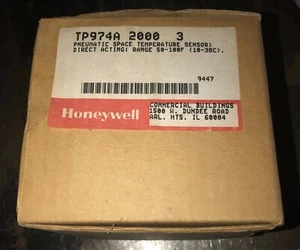 TP974A 2000 3
PNEUMATIC SPACE TEMPERATURE SENSOR;
DIRECT ACTING; RANGE 50-100F (10-38C).
9447
Honeywell
COMMERCIAL BUILDINGS
1500 W. DUNDEE ROAD
ARL. HTS. IL 60004